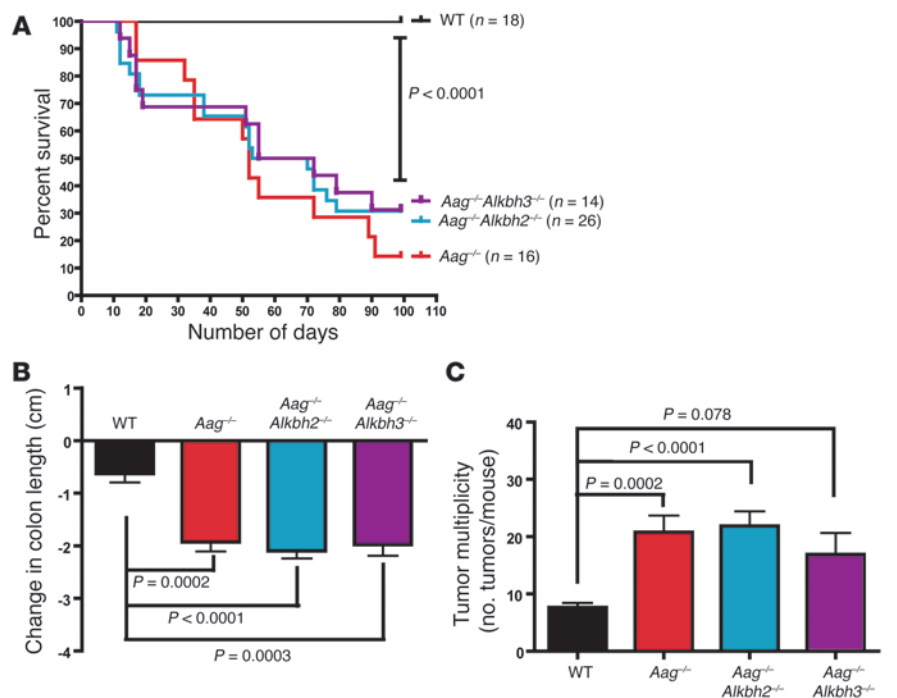 A
Percent survival
100
90
80
70
60
50
40
30
20
10
0
0 10 20 30 40 50 60 70 80 90 100 110
Number of days
WT (n = 18)
P < 0.0001
Aag–/–Alkbh3–/– (n = 14)
Aag–/–Alkbh2–/– (n = 26)
Aag–/– (n = 16)
B
Change in colon length (cm)
1
0
-1
-2
-3
-4
WT
Aag–/–
Aag–/–
Alkbh2–/–
Aag–/–
Alkbh3–/–
P = 0.0002
P < 0.0001
P = 0.0003
C
Tumor multiplicity
(no. tumors/mouse)
40
30
20
10
0
P = 0.078
P < 0.0001
P = 0.0002
WT
Aag–/–
Aag–/–
Alkbh2–/–
Aag–/–
Alkbh3–/–